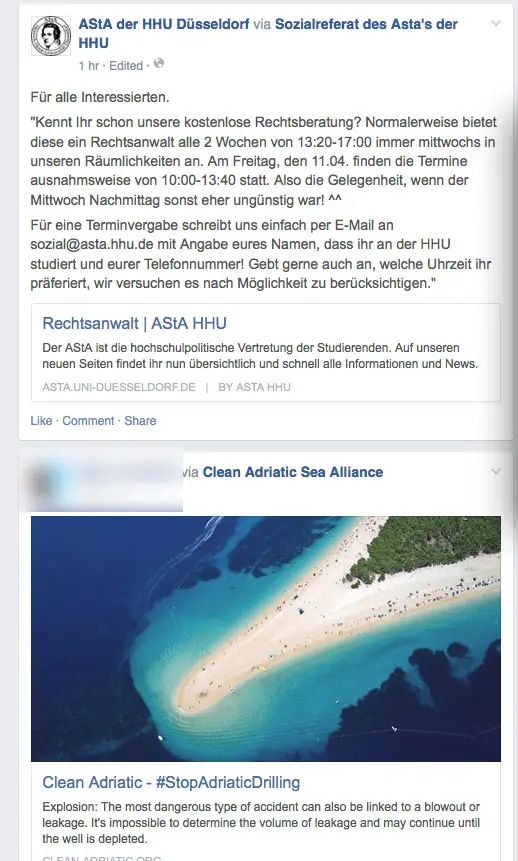 AStA der HHU Düsseldorf via Sozialreferat des Asta's der
HHU
1 hr · Edited ·
Für alle Interessierten.
"Kennt Ihr schon unsere kostenlose Rechtsberatung? Normalerweise bietet
diese ein Rechtsanwalt alle 2 Wochen von 13:20-17:00 immer mittwochs in
unseren Räumlichkeiten an. Am Freitag, den 11.04. finden die Termine
ausnahmsweise von 10:00-13:40 statt. Also die Gelegenheit, wenn der
Mittwoch Nachmittag sonst eher ungünstig war! ^^
Für eine Terminvergabe schreibt uns einfach per E-Mail an
sozial@asta.hhu.de mit Angabe eures Namen, dass ihr an der HHU
studiert und eurer Telefonnummer! Gebt gerne auch an, welche Uhrzeit ihr
präferiert, wir versuchen es nach Möglichkeit zu berücksichtigen."
Rechtsanwalt | AStA HHU
Der AStA ist die hochschulpolitische Vertretung der Studierenden. Auf unseren
neuen Seiten findet ihr nun übersichtlich und schnell alle Informationen und News.
ASTA.UNI-DUESSELDORF.DE | BY ASTA HHU
Like · Comment · Share
via Clean Adriatic Sea Alliance
Clean Adriatic - #StopAdriaticDrilling
Explosion: The most dangerous type of accident can also be linked to a blowout or
leakage. It's impossible to determine the volume of leakage and may continue until
the well is depleted.
CLEAN-ADRIATIC.ORG